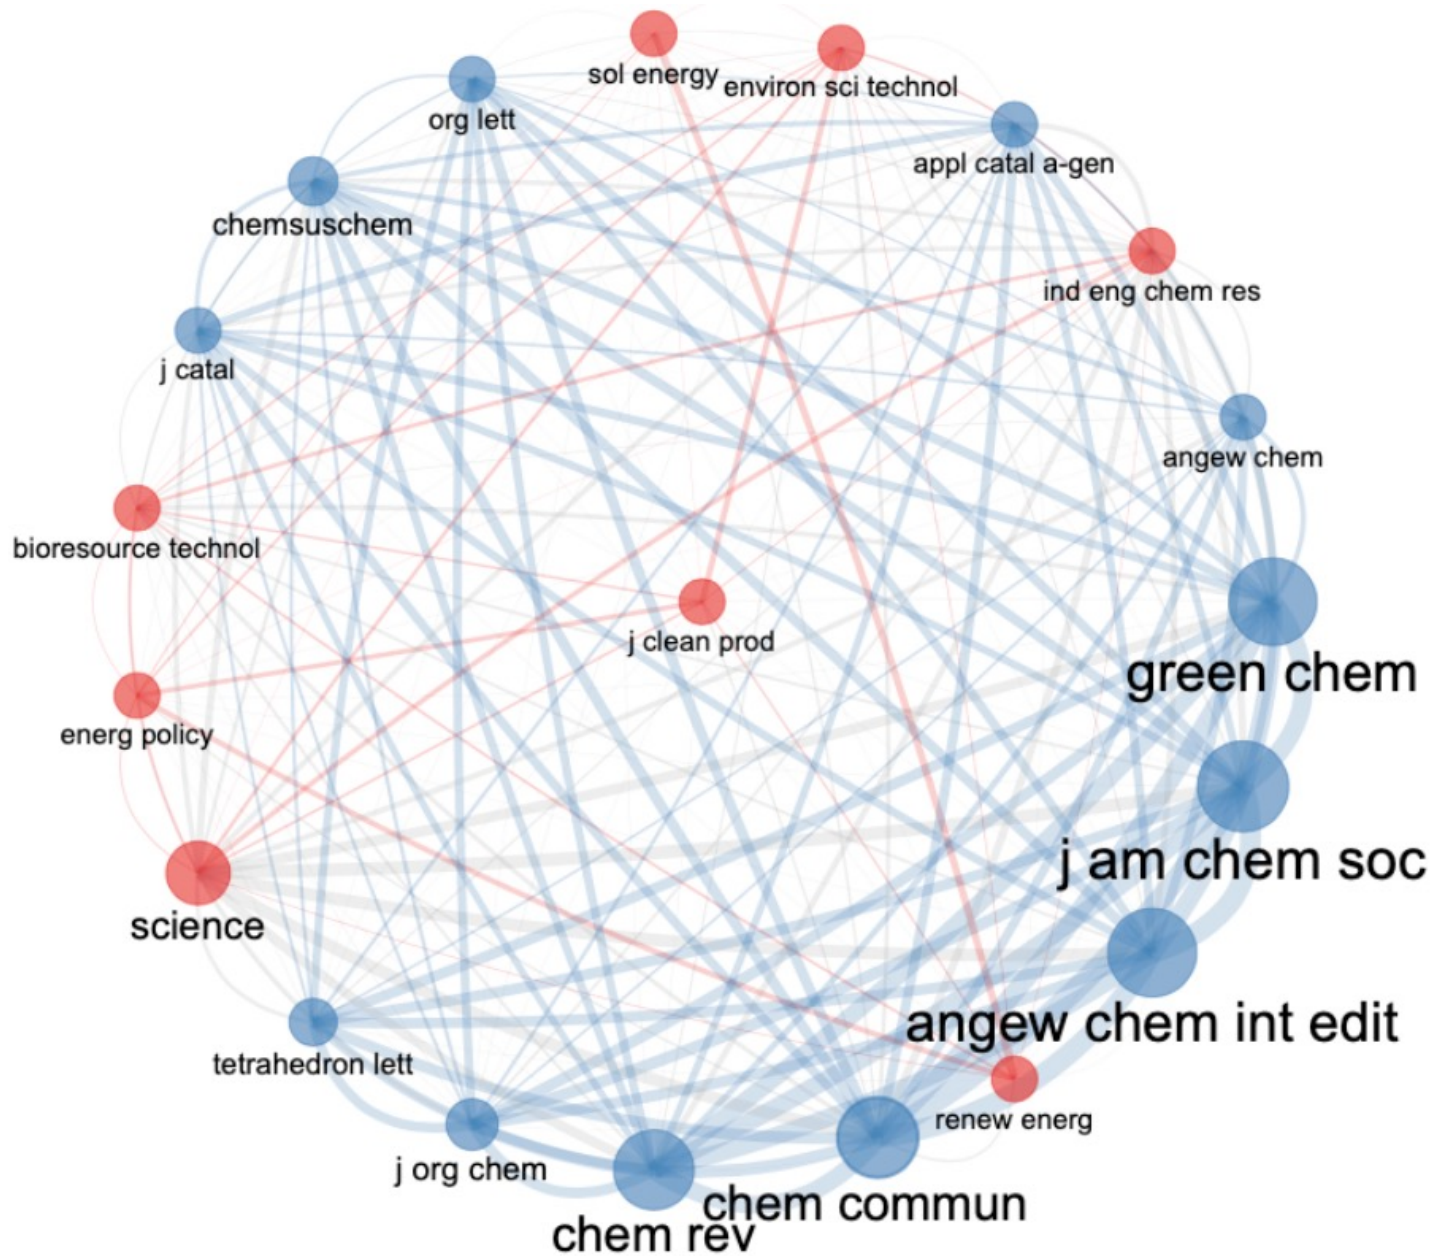 sol energy
environ sci technol
org lett
appl catal a-gen
chemsuschem
ind eng chem res
j catal
angew chem
bioresource technol
j clean prod
green chem
energ policy
j am chem soc
science
angew chem int edit
tetrahedron lett
renew energ
j org chem
chem commun
chem rev